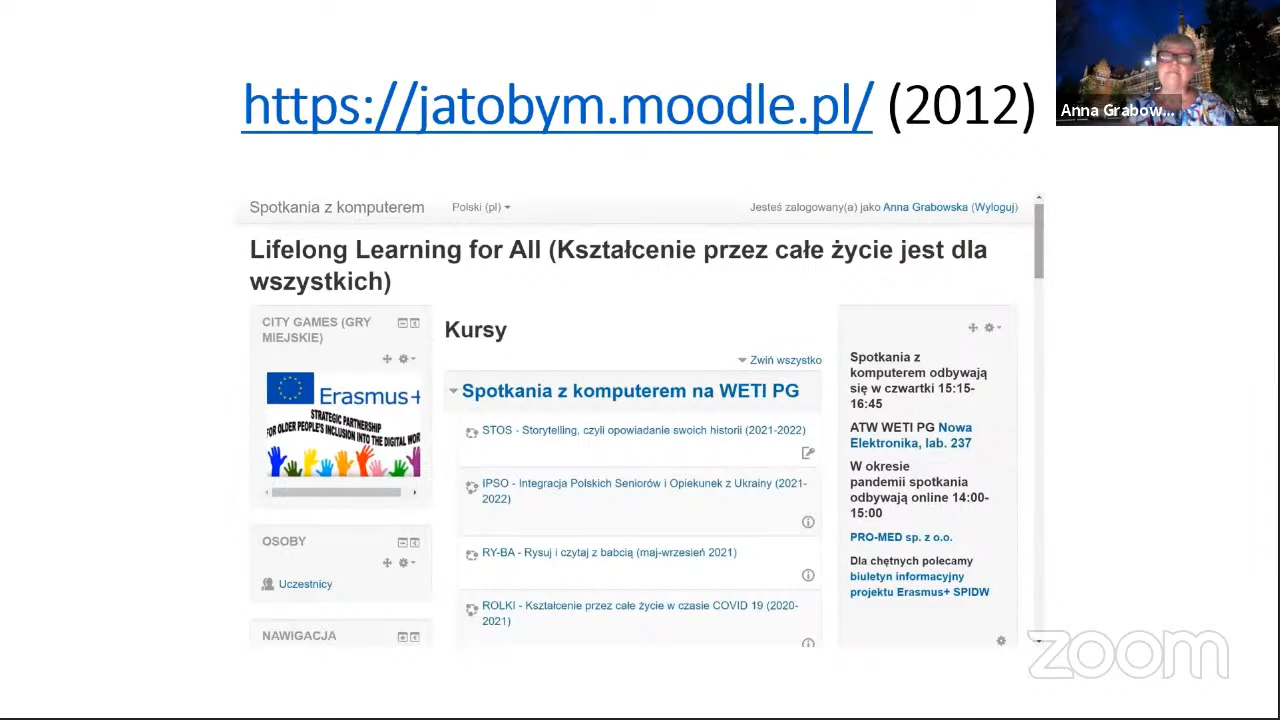 https://jatobym.moodle.pl/ (2012)
Anna Grabow...
Spotkania z komputerem
Polski (pl)
Jesteś zalogowany(a) jako Anna Grabowska (Wyloguj)
Lifelong Learning for All (Kształcenie przez całe życie jest dla
wszystkich)
CITY GAMES (GRY
MIEJSKIE)
Erasmus+
STRATEGIC PARTNERSHIP
FOR OLDER PEOPLE'S INCLUSION INTO THE DIGITAL WOR
OSOBY
Uczestnicy
NAWIGACJA
Kursy
Zwiń wszystko
Spotkania z komputerem na WETI PG
STOS - Storytelling, czyli opowiadanie swoich historii (2021-2022)
IPSO - Integracja Polskich Seniorów i Opiekunek z Ukrainy (2021-
2022)
RY-BA - Rysuj i czytaj z babcią (maj-wrzesień 2021)
ROLKI - Kształcenie przez całe życie w czasie COVID 19 (2020-
2021)
Spotkania z
komputerem odbywają
się w czwartki 15:15-
16:45
ATW WETI PG Nowa
Elektronika, lab. 237
W okresie
pandemii spotkania
odbywają online 14:00-
15:00
PRO-MED sp. z o.o.
Dla chętnych polecamy
biuletyn informacyjny
projektu Erasmus+ SPIDW
zoom